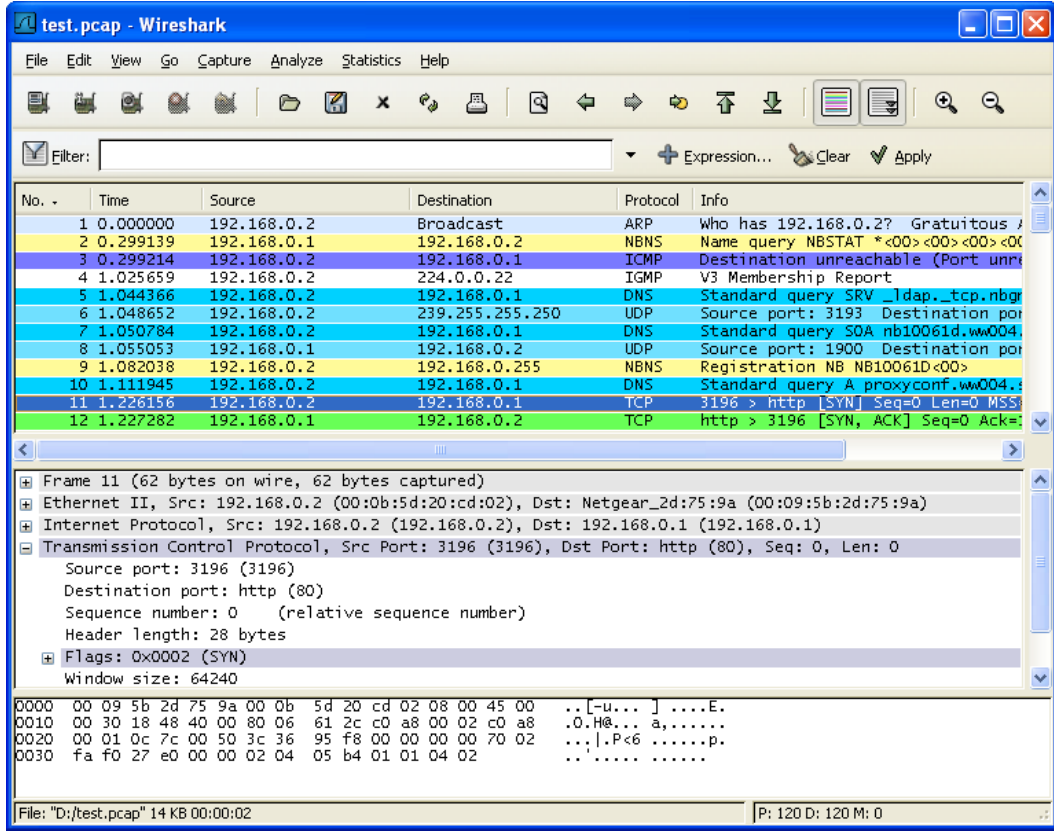 test.pcap - Wireshark
File Edit View Go Capture Analyze Statistics Help
Filter: Expression... Clear Apply
No. - Time Source Destination Protocol Info
1 0.000000 192.168.0.2 Broadcast ARP Who has 192.168.0.2? Gratuitous
2 0.299139 192.168.0.1 192.168.0.2 NBNS Name query NBSTAT *<00><00><00><00
3 0.299214 192.168.0.2 192.168.0.1 ICMP Destination unreachable (Port unre
4 1.025659 192.168.0.2 224.0.0.22 IGMP V3 Membership Report
5 1.044366 192.168.0.2 192.168.0.1 DNS Standard query SRV _ldap._tcp.nbgm
6 1.048652 192.168.0.2 239.255.255.250 UDP Source port: 3193 Destination por
7 1.050784 192.168.0.2 192.168.0.1 DNS Standard query SOA nb10061d.ww004.
8 1.055053 192.168.0.1 192.168.0.2 UDP Source port: 1900 Destination por
9 1.082038 192.168.0.2 192.168.0.255 NBNS Registration NB NB10061D<00>
10 1.111945 192.168.0.2 192.168.0.1 DNS Standard query A proxyconf.ww004.s
11 1.226156 192.168.0.2 192.168.0.1 TCP 3196 > http [SYN] Seq=0 Len=0 MSS=
12 1.227282 192.168.0.1 192.168.0.2 TCP http > 3196 [SYN, ACK] Seq=0 Ack=1
Frame 11 (62 bytes on wire, 62 bytes captured)
Ethernet II, Src: 192.168.0.2 (00:0b:5d:20:cd:02), Dst: Netgear_2d:75:9a (00:09:5b:2d:75:9a)
Internet Protocol, Src: 192.168.0.2 (192.168.0.2), Dst: 192.168.0.1 (192.168.0.1)
Transmission Control Protocol, Src Port: 3196 (3196), Dst Port: http (80), Seq: 0, Len: 0
Source port: 3196 (3196)
Destination port: http (80)
Sequence number: 0 (relative sequence number)
Header length: 28 bytes
Flags: 0x0002 (SYN)
Window size: 64240
0000 00 09 5b 2d 75 9a 00 0b 5d 20 cd 02 08 00 45 00 ..[-u... ] ....E.
0010 00 30 18 48 40 00 80 06 61 2c c0 a8 00 02 c0 a8 .0.H@... a,......
0020 00 01 0c 7c 00 50 3c 36 95 f8 00 00 00 00 70 02 ...|.P<6 ......p.
0030 fa f0 27 e0 00 00 02 04 05 b4 01 01 04 02 ..'..... ......
File: "D:/test.pcap" 14 KB 00:00:02 P: 120 D: 120 M: 0